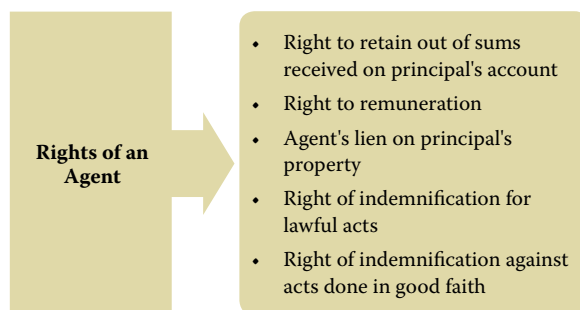 Rights of an
Agent
• Right to retain out of sums
received on principal's account
• Right to remuneration
• Agent's lien on principal's
property
• Right of indemnification for
lawful acts
• Right of indemnification against
acts done in good faith